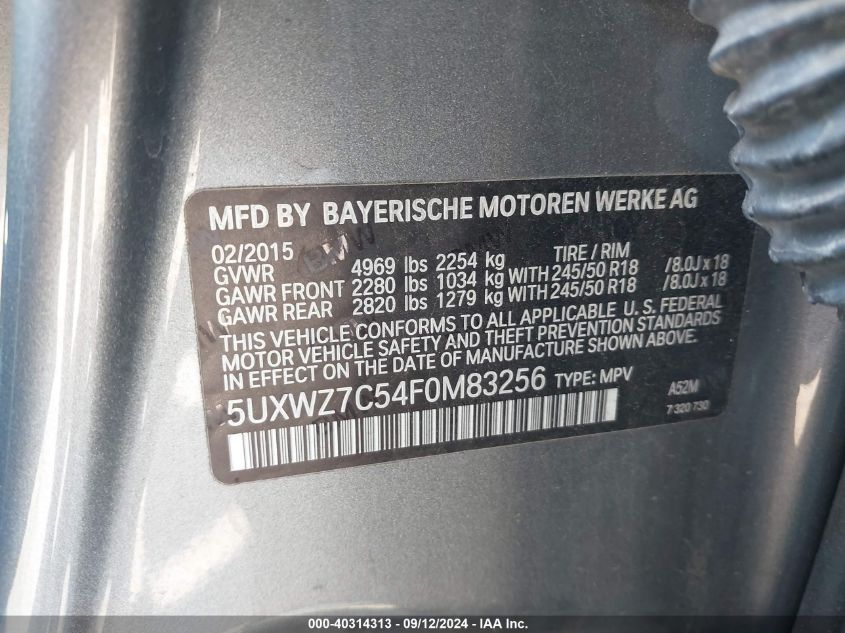 MFD BY BAYERISCHE MOTOREN WERKE AG
02/2015 TIRE / RIM
GVWR 4969 lbs 2254 kg
GAWR FRONT 2280 lbs 1034 kg WITH 245/50 R18 /8.0J x 18
GAWR REAR 2820 lbs 1279 kg WITH 245/50 R18 /8.0J x 18
THIS VEHICLE CONFORMS TO ALL APPLICABLE U. S. FEDERAL
MOTOR VEHICLE SAFETY AND THEFT PREVENTION STANDARDS
IN EFFECT ON THE DATE OF MANUFACTURE SHOWN ABOVE.
5UXWZ7C54F0M83256 TYPE: MPV A52M
7 320 730
000-40314313 - 09/12/2024 - IAA Inc.